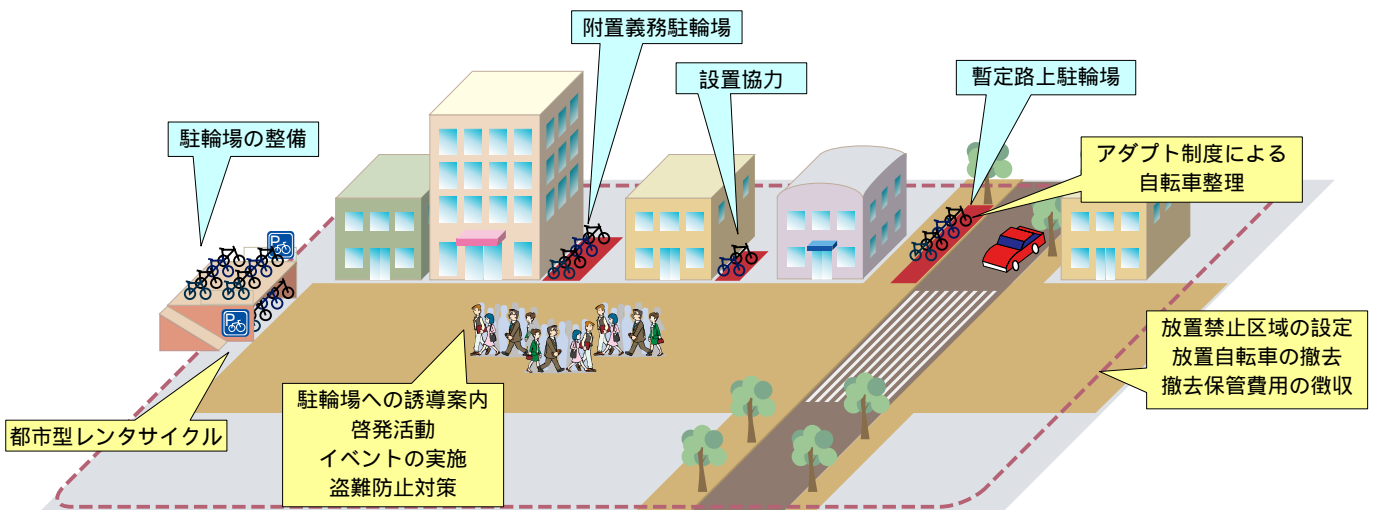 附置義務駐輪場
設置協力
暫定路上駐輪場
駐輪場の整備
アダプト制度による
自転車整理
P
P
放置禁止区域の設定
放置自転車の撤去
撤去保管費用の徴収
駐輪場への誘導案内
啓発活動
イベントの実施
盗難防止対策
都市型レンタサイクル